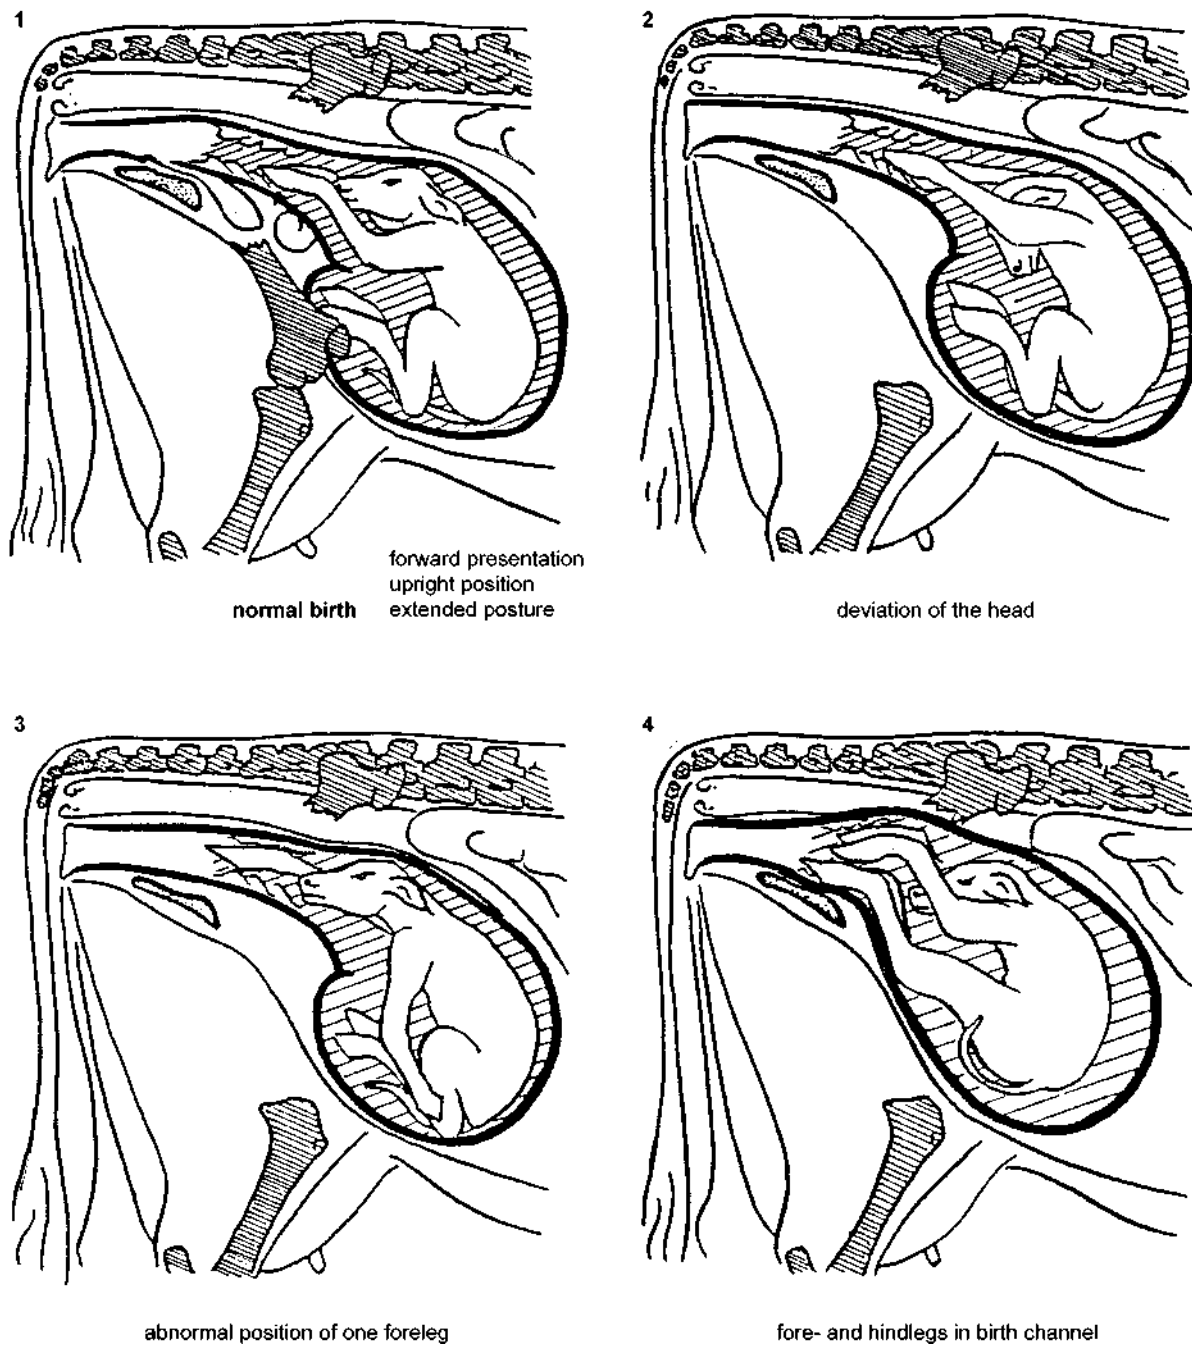 1
2
forward presentation
upright position
normal birth extended posture
deviation of the head
3
4
abnormal position of one foreleg
fore- and hindlegs in birth channel